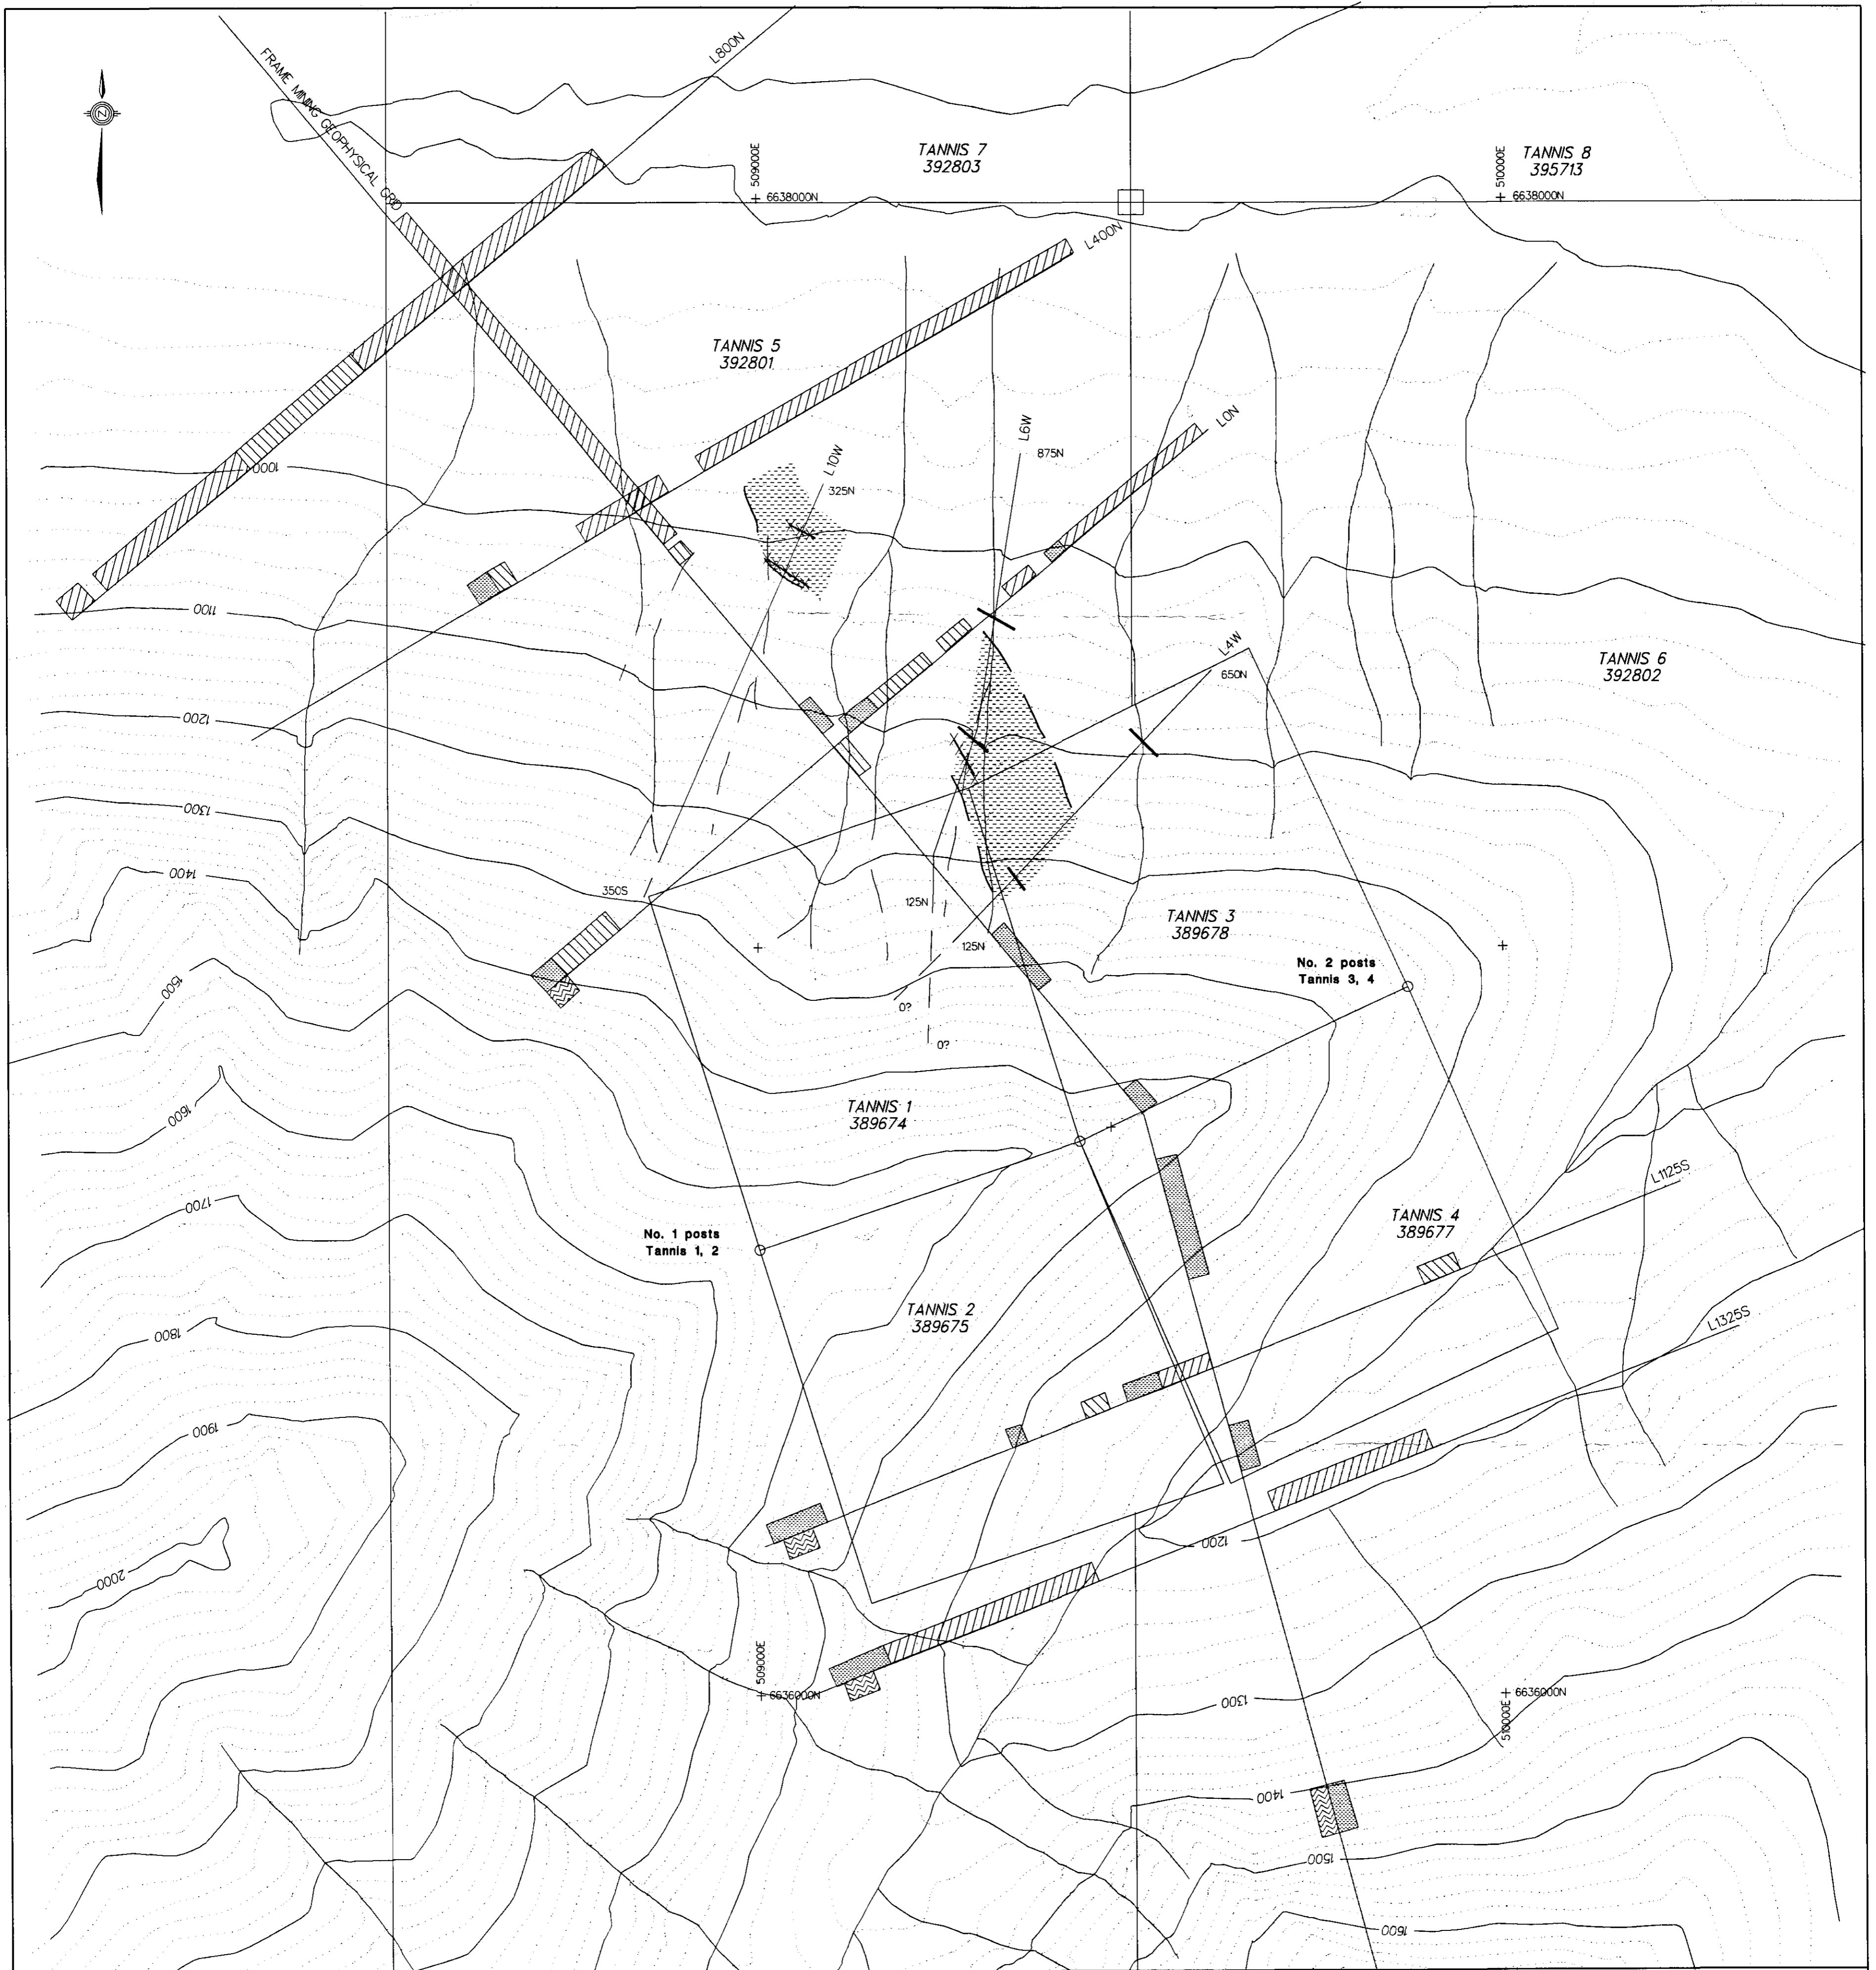 L800N
FRAME MINING GEOPHYSICAL GRID
N
TANNIS 7
392803
509000E
6638000N
510000E
TANNIS 8
395713
6638000N
L400N
TANNIS 5
392801
L0N
L6W
875N
L10W
325N
1000
1100
L4W
650N
TANNIS 6
392802
1200
1300
1400
350S
125N
TANNIS 3
389678
125N
No. 2 posts
Tannis 3, 4
1500
0?
0?
1600
TANNIS 1
389674
L1125S
1700
No. 1 posts
Tannis 1, 2
TANNIS 4
389677
TANNIS 2
389675
L1325S
1800
1900
1200
2000
509000E
6636000N
510000E
6636000N
1300
1400
1500
1600